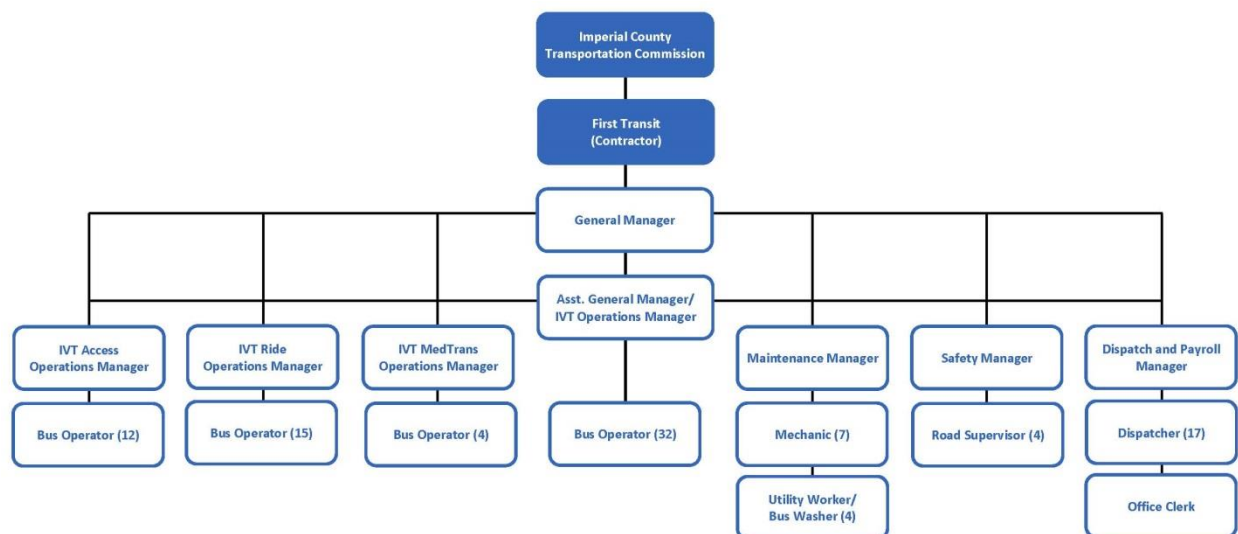 Imperial County
Transportation Commission
First Transit
(Contractor)
General Manager
Asst. General Manager/
IVT Operations Manager
IVT Access
Operations Manager
IVT Ride
Operations Manager
IVT MedTrans
Operations Manager
Maintenance Manager
Safety Manager
Dispatch and Payroll
Manager
Bus Operator (12)
Bus Operator (15)
Bus Operator (4)
Bus Operator (32)
Mechanic (7)
Road Supervisor (4)
Dispatcher (17)
Utility Worker/
Bus Washer (4)
Office Clerk